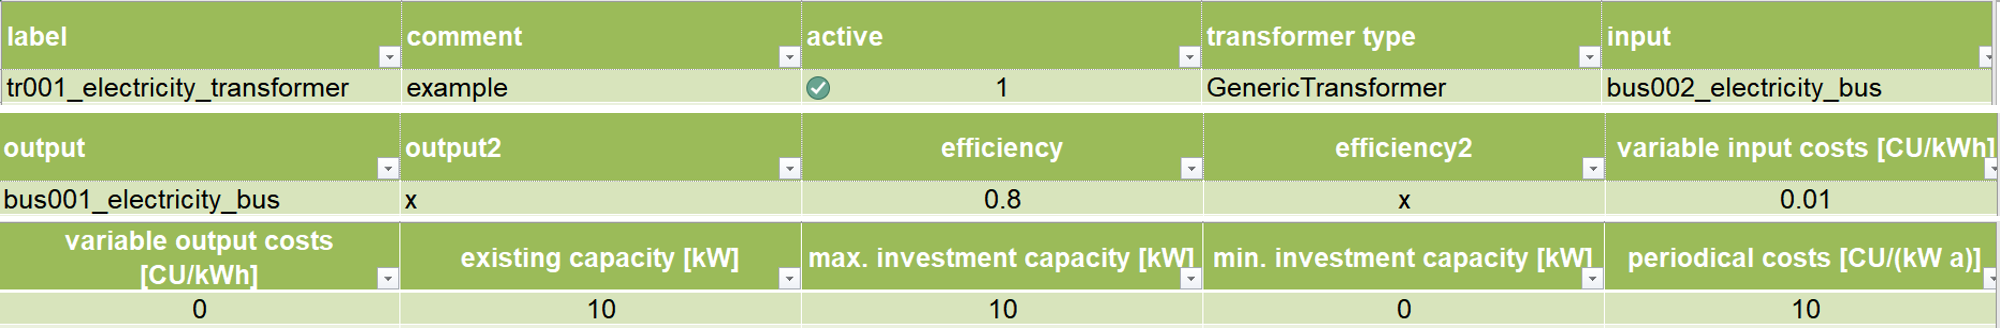 label comment active transformer type input
tr001_electricity_transformer example 1 GenericTransformer bus002_electricity_bus
output output2 efficiency efficiency2 variable input costs [CU/kWh]
bus001_electricity_bus x 0.8 x 0.01
variable output costs
[CU/kWh] existing capacity [kW] max. investment capacity [kW] min. investment capacity [kW] periodical costs [CU/(kW a)]
0 10 10 0 10